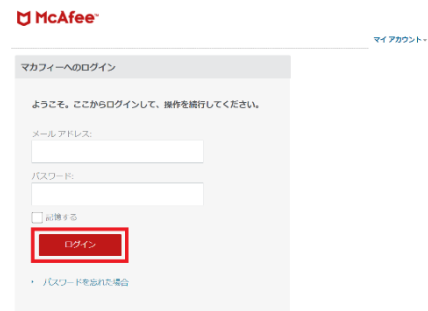 McAfee™
マイ アカウント
マカフィーへのログイン
ようこそ。ここからログインして、操作を続行してください。
メール アドレス:
パスワード:
記憶する
ログイン
パスワードを忘れた場合